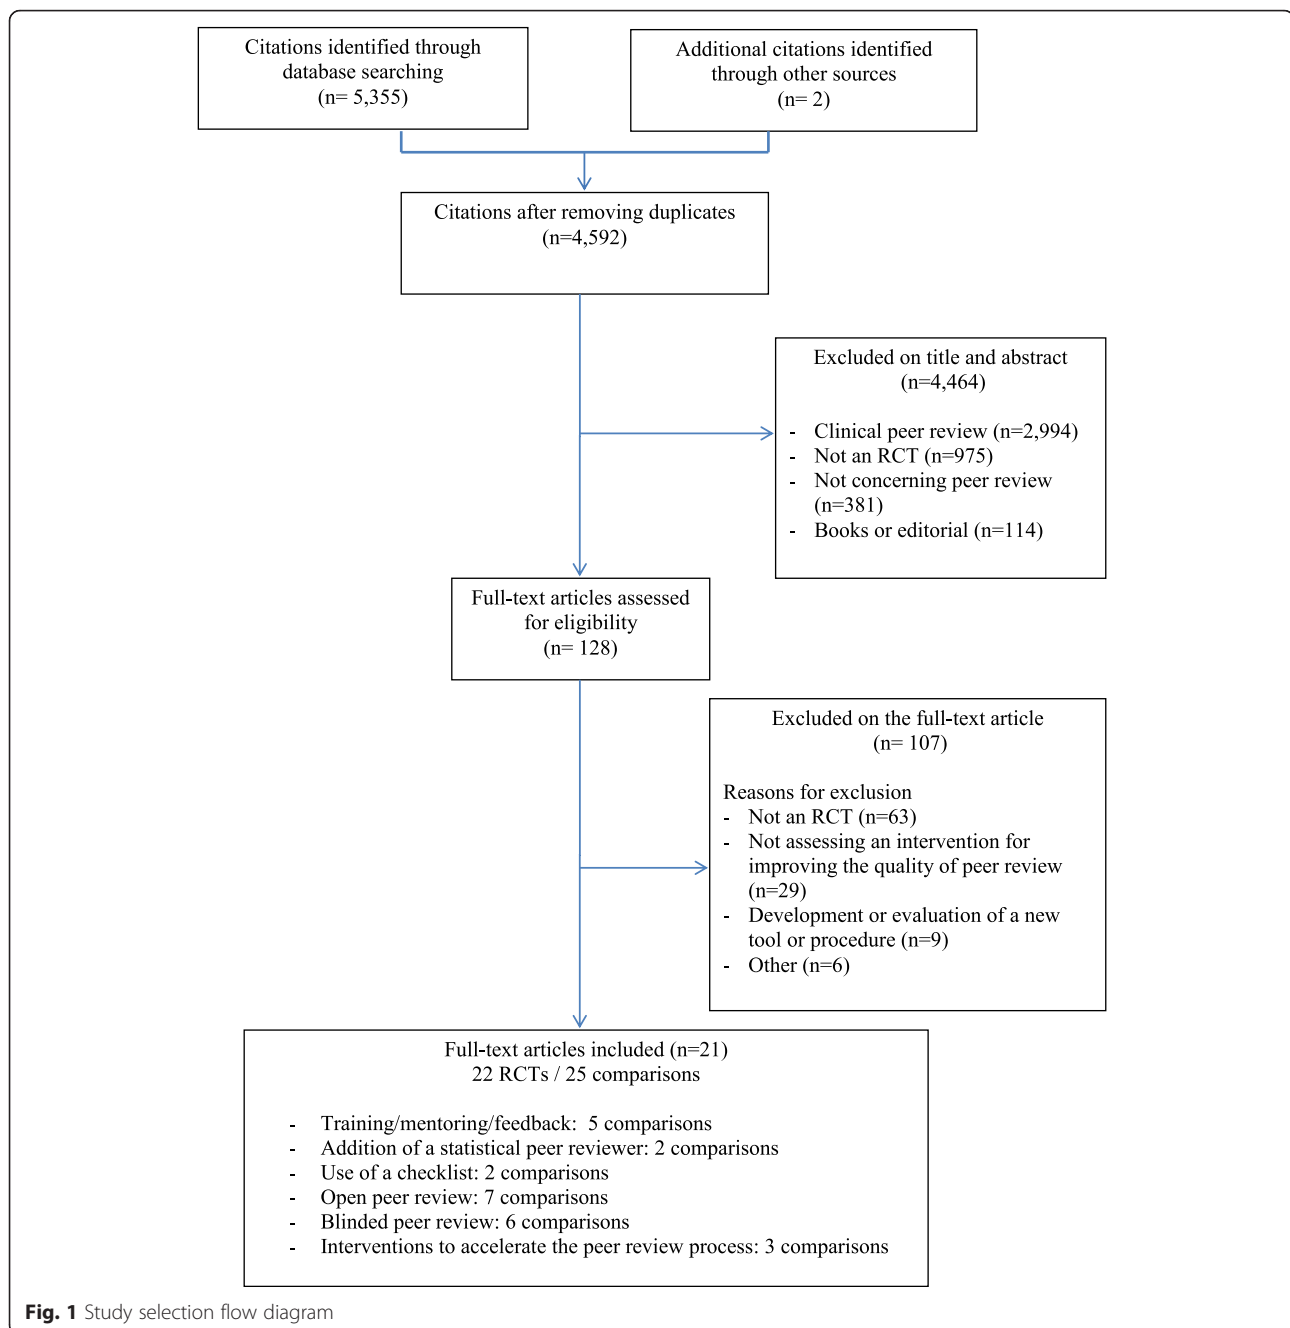 Citations identified through
database searching
(n= 5,355)
Additional citations identified
through other sources
(n= 2)
Citations after removing duplicates
(n=4,592)
Excluded on title and abstract
(n=4,464)
- Clinical peer review (n=2,994)
- Not an RCT (n=975)
- Not concerning peer review
(n=381)
- Books or editorial (n=114)
Full-text articles assessed
for eligibility
(n= 128)
Excluded on the full-text article
(n= 107)
Reasons for exclusion
- Not an RCT (n=63)
- Not assessing an intervention for
improving the quality of peer review
(n=29)
- Development or evaluation of a new
tool or procedure (n=9)
- Other (n=6)
Full-text articles included (n=21)
22 RCTs / 25 comparisons
- Training/mentoring/feedback: 5 comparisons
- Addition of a statistical peer reviewer: 2 comparisons
- Use of a checklist: 2 comparisons
- Open peer review: 7 comparisons
- Blinded peer review: 6 comparisons
- Interventions to accelerate the peer review process: 3 comparisons
Fig. 1 Study selection flow diagram